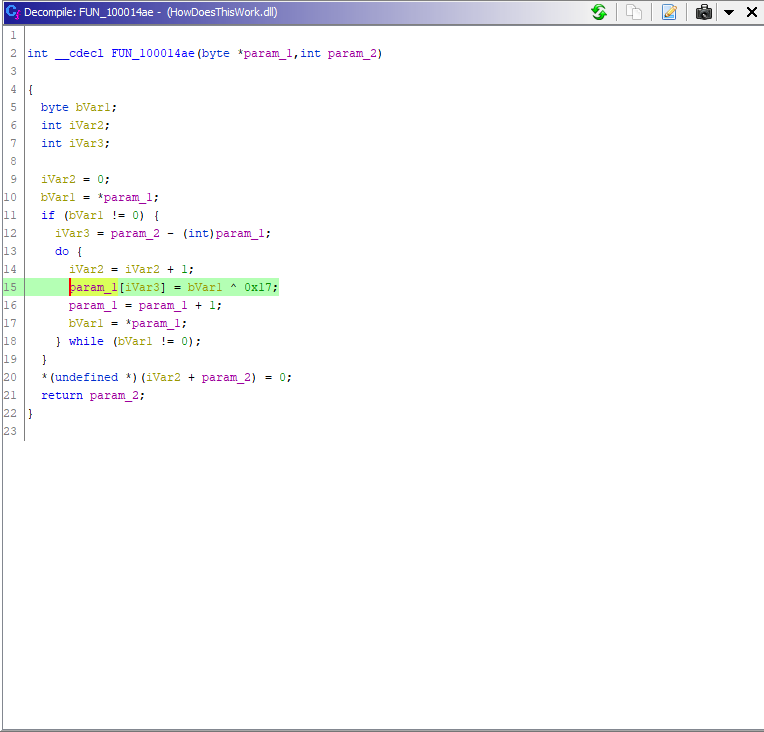 Decompile: FUN_100014ae - (HowDoesThisWork.dll)
1
2 int __cdecl FUN_100014ae(byte *param_1,int param_2)
3
4 {
5   byte bVar1;
6   int iVar2;
7   int iVar3;
8
9   iVar2 = 0;
10   bVar1 = *param_1;
11   if (bVar1 != 0) {
12     iVar3 = param_2 - (int)param_1;
13     do {
14       iVar2 = iVar2 + 1;
15       param_1[iVar3] = bVar1 ^ 0x17;
16       param_1 = param_1 + 1;
17       bVar1 = *param_1;
18     } while (bVar1 != 0);
19   }
20   *(undefined *)(iVar2 + param_2) = 0;
21   return param_2;
22 }
23